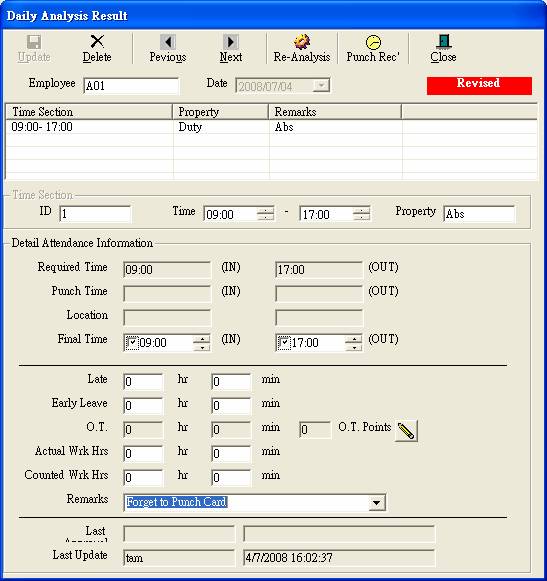 Daily Analysis Result
Update Delete Pevious Next Re-Analysis Punch Rec' Close
Employee A01 Date 2008/07/04 Revised
Time Section Property Remarks
09:00- 17:00 Duty Abs
Time Section
ID 1 Time 09:00 - 17:00 Property Abs
Detail Attendance Information
Required Time 09:00 (IN) 17:00 (OUT)
Punch Time (IN) (OUT)
Location
Final Time 09:00 (IN) 17:00 (OUT)
Late 0 hr 0 min
Early Leave 0 hr 0 min
O.T. 0 hr 0 min 0 O.T. Points
Actual Wrk Hrs 0 hr 0 min
Counted Wrk Hrs 0 hr 0 min
Remarks Forget to Punch Card
Last
Last Update tam 4/7/2008 16:02:37